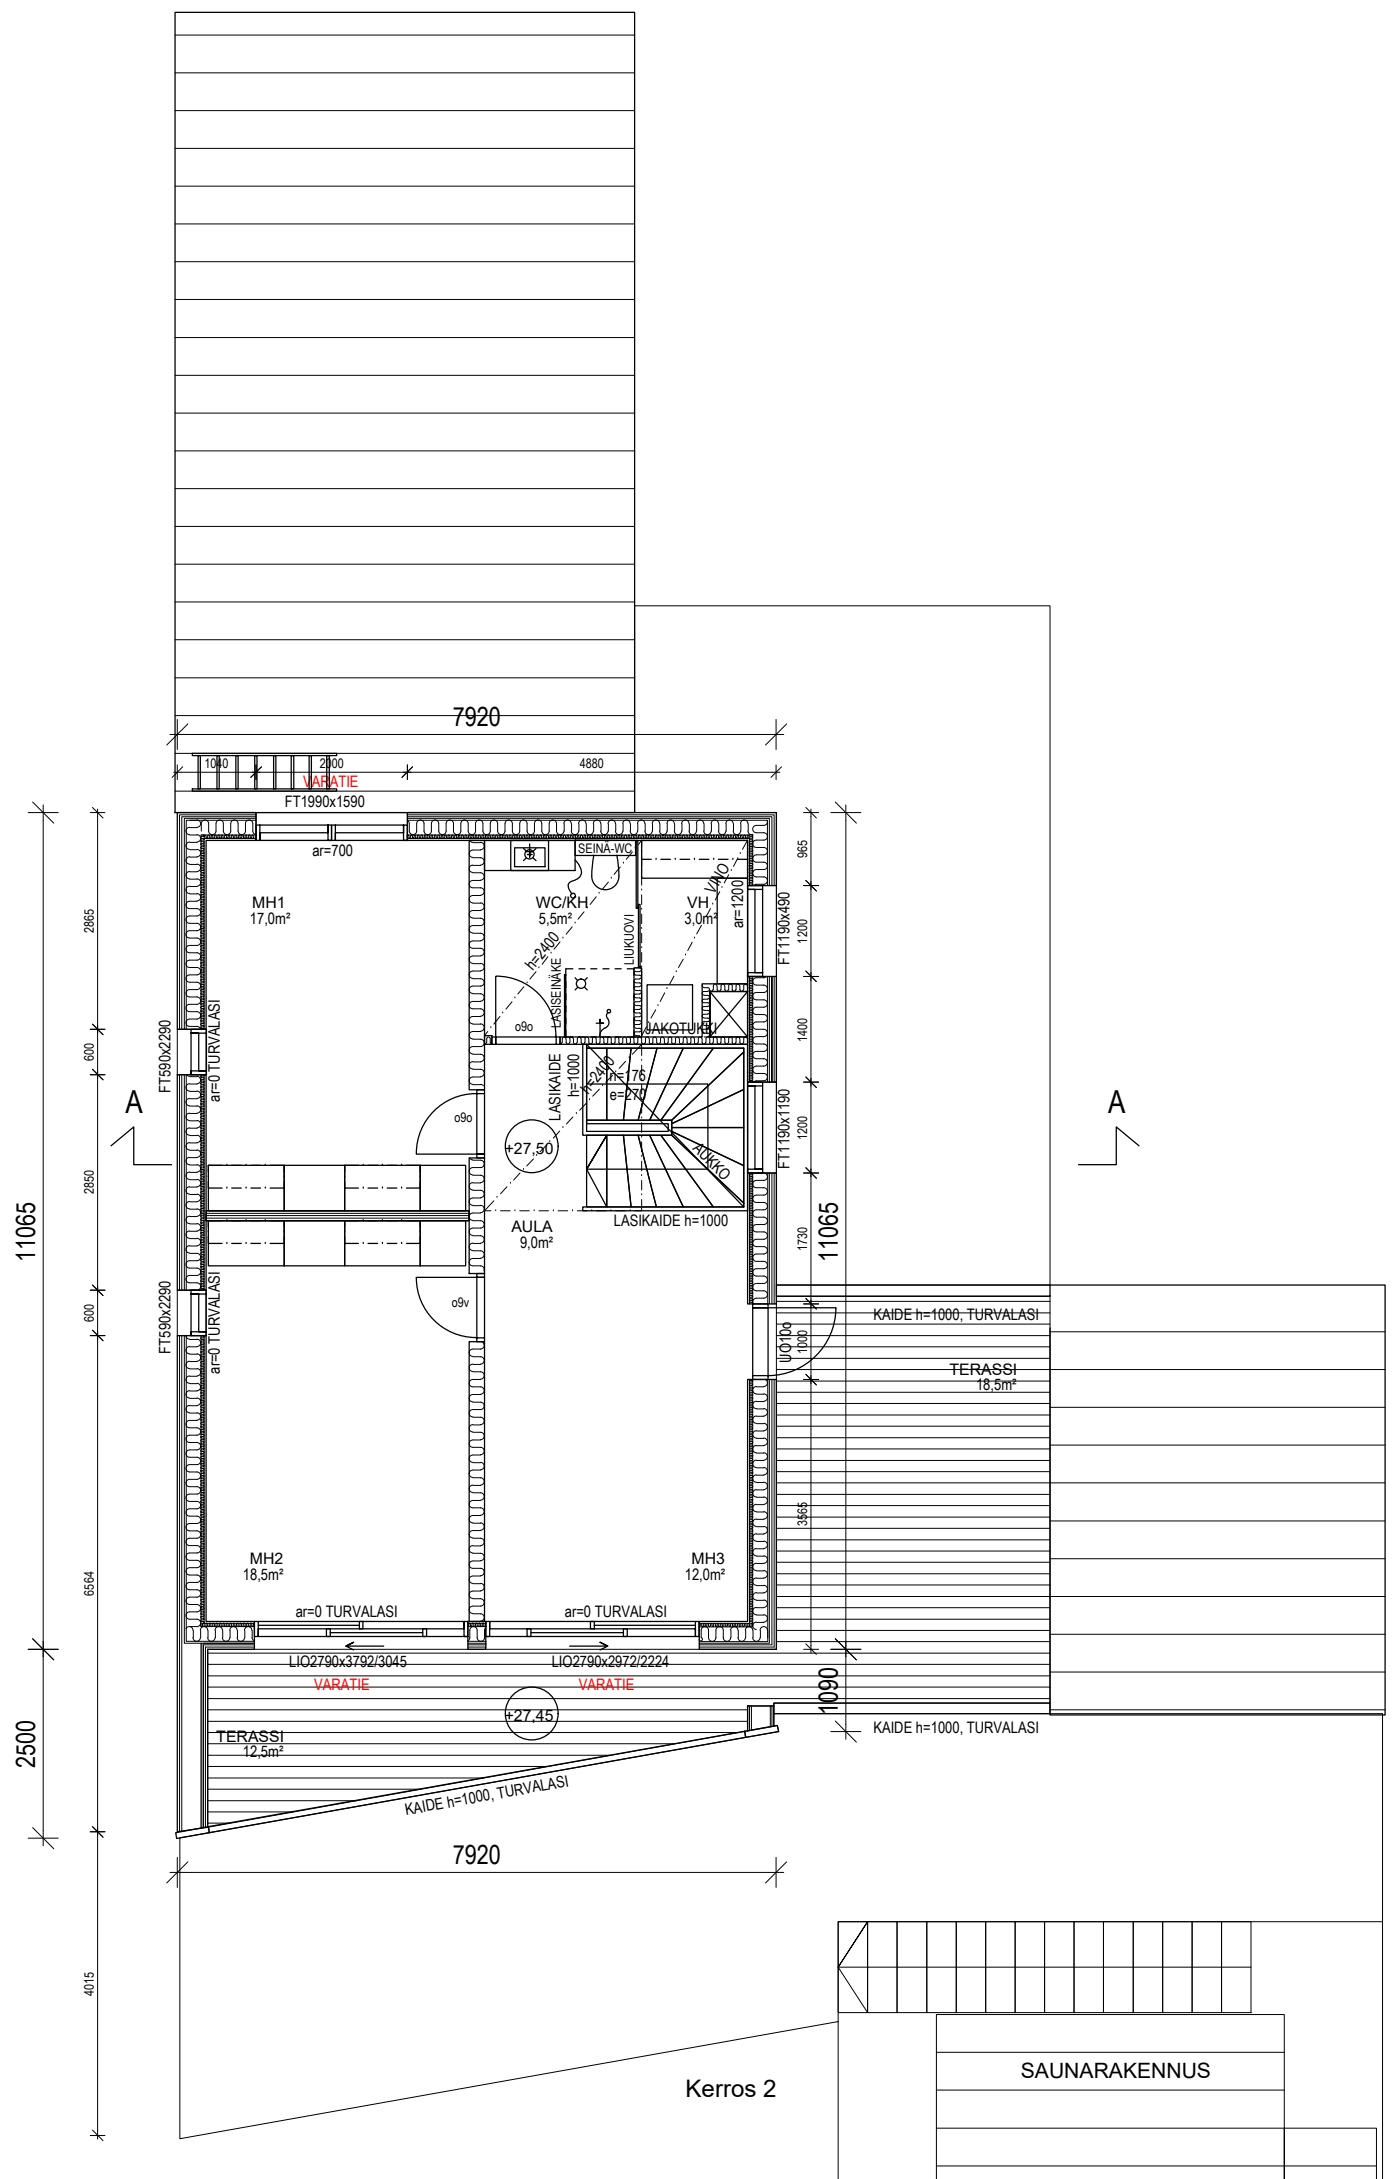 7920
1040
2000
4880
VARATIE
FT1990x1590
ar=700
SEINÄ-WC
MH1
17,0m²
WC/KH
5,5m²
h=2400
VH
3,0m²
VINO
ar=1200
LIUKUOVI
LASISEINÄKE
o9o
JAKOTUKKI
965
FT1190x490
1200
1400
2865
FT590x2290
600
ar=0 TURVALASI
LASIKAIDE
h=1000
h=2400
n=176
e=270
A
A
o9o
+27,50
AUKKO
FT1190x1190
1200
2850
11065
AULA
9,0m²
LASIKAIDE h=1000
1730
11065
FT590x2290
600
ar=0 TURVALASI
o9v
UO10o
1000
KAIDE h=1000, TURVALASI
TERASSI
18,5m²
3565
6564
MH2
18,5m²
MH3
12,0m²
ar=0 TURVALASI
ar=0 TURVALASI
LIO2790x3792/3045
LIO2790x2972/2224
VARATIE
VARATIE
1090
2500
+27,45
TERASSI
12,5m²
KAIDE h=1000, TURVALASI
KAIDE h=1000, TURVALASI
7920
4015
Kerros 2
SAUNARAKENNUS